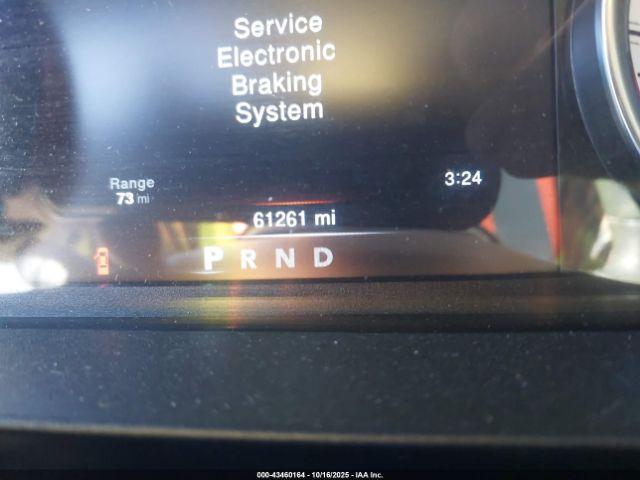 Service
Electronic
Braking
System
Range
73 mi
3:24
61261 mi
P R N D
000-43460164 - 10/16/2025 - IAA Inc.